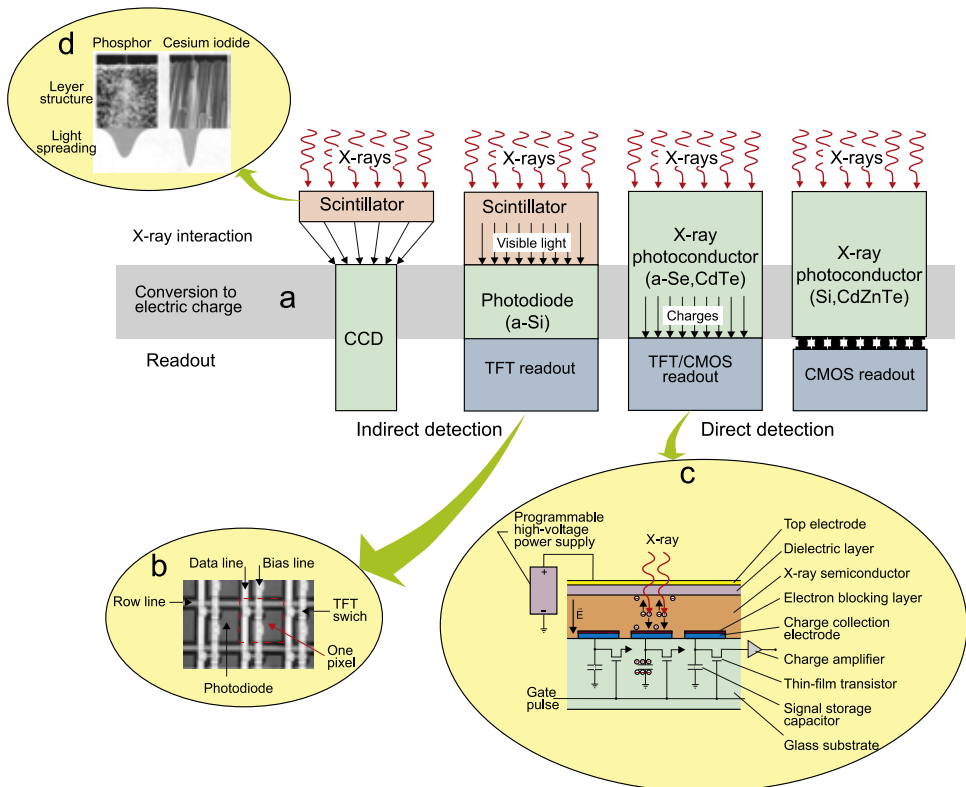 d
Phosphor Cesium iodide
Leyer
structure
Light
spreading
X-rays X-rays X-rays X-rays
Scintillator
Scintillator
Visible light
X-ray
photoconductor
(a-Se,CdTe)
Charges
X-ray
photoconductor
(Si,CdZnTe)
X-ray interaction
Conversion to
electric charge
a
Photodiode
(a-Si)
CCD
Readout
TFT readout
TFT/CMOS
readout
CMOS readout
Indirect detection
Direct detection
b
Data line
Bias line
Row line
TFT
swich
One
pixel
Photodiode
c
Programmable
high-voltage
power supply
X-ray
+
-
E
Top electrode
Dielectric layer
X-ray semiconductor
Electron blocking layer
Charge collection
electrode
Charge amplifier
Thin-film transistor
Signal storage
capacitor
Glass substrate
Gate
pulse